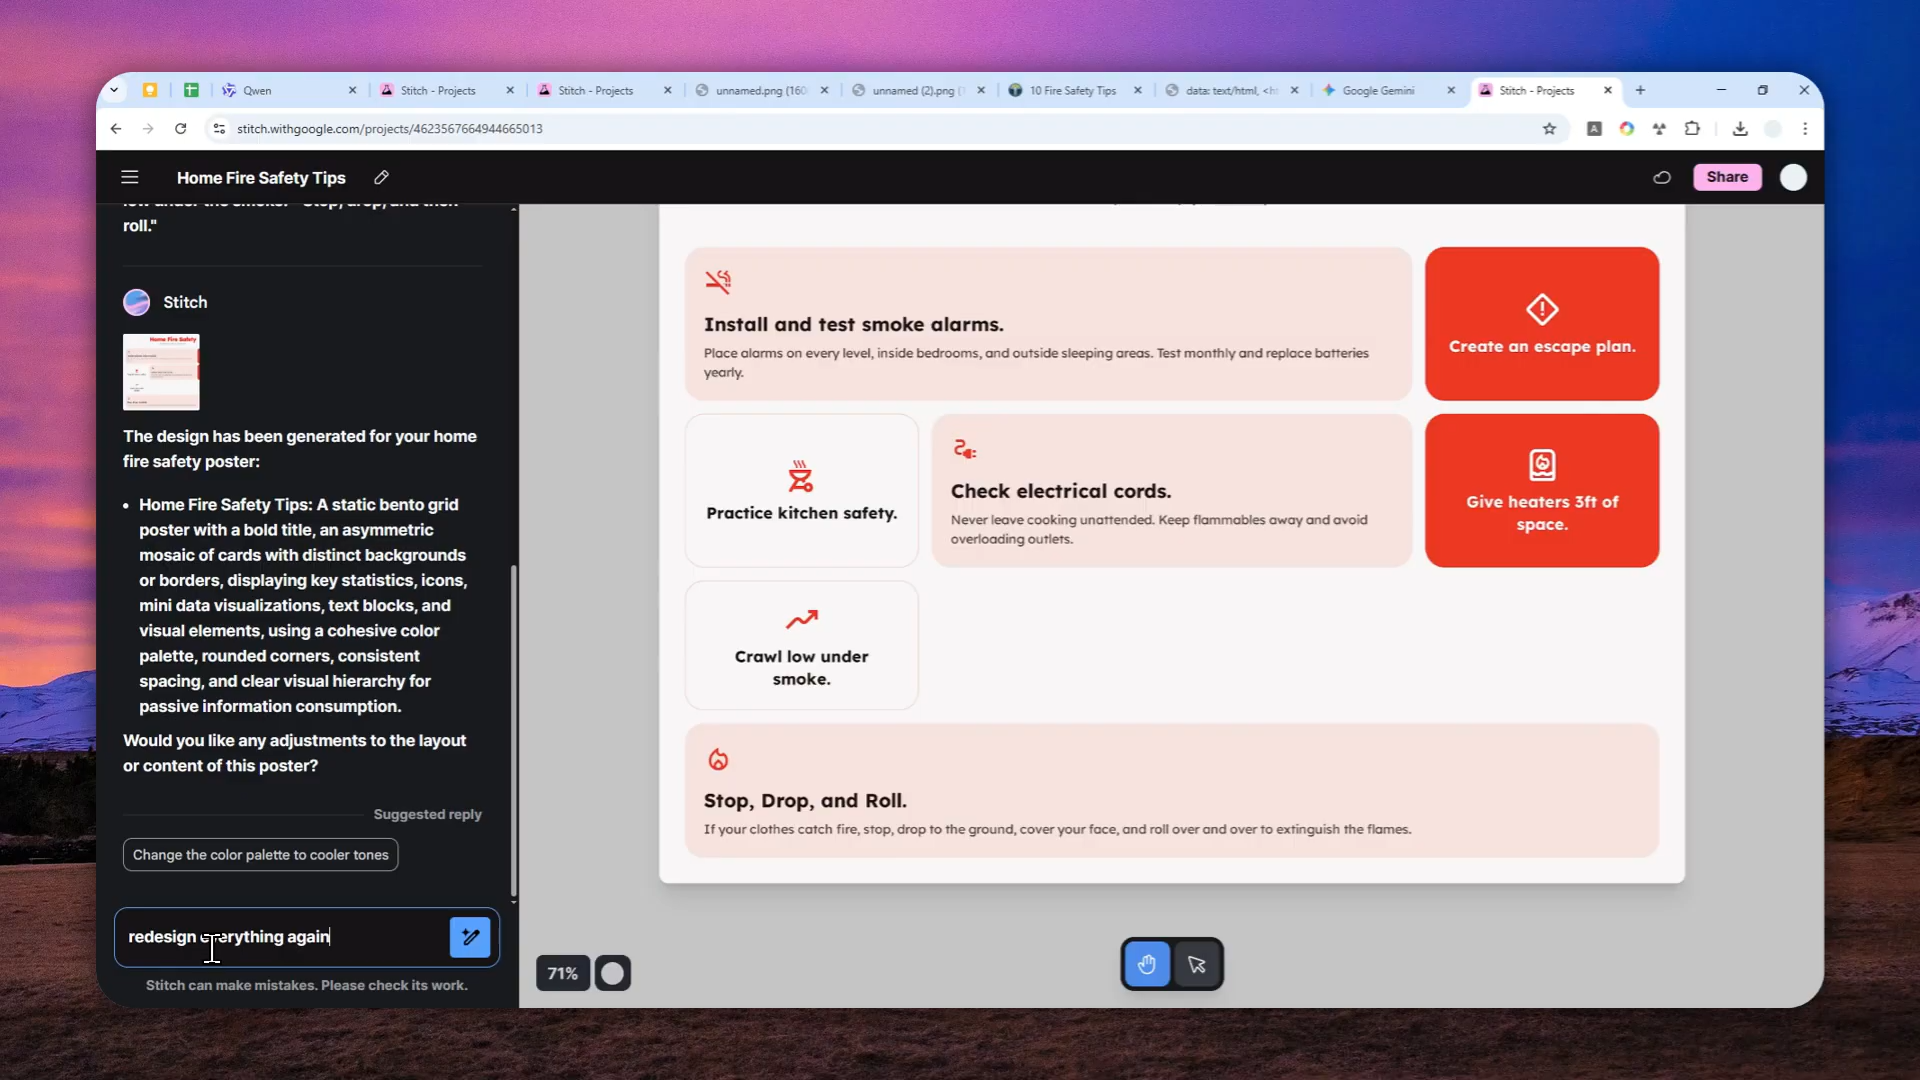 Qwen
Stitch - Projects
Stitch - Projects
unnamed.png (160
unnamed (2).png (
10 Fire Safety Tips
data: text/html, <h
Google Gemini
Stitch - Projects
stitch.withgoogle.com/projects/4623567664944665013
Home Fire Safety Tips
Share
roll."
Stitch
Home Fire Safety
The design has been generated for your home
fire safety poster:
• Home Fire Safety Tips: A static bento grid
poster with a bold title, an asymmetric
mosaic of cards with distinct backgrounds
or borders, displaying key statistics, icons,
mini data visualizations, text blocks, and
visual elements, using a cohesive color
palette, rounded corners, consistent
spacing, and clear visual hierarchy for
passive information consumption.
Would you like any adjustments to the layout
or content of this poster?
Suggested reply
Change the color palette to cooler tones
redesign everything again
Stitch can make mistakes. Please check its work.
Install and test smoke alarms.
Place alarms on every level, inside bedrooms, and outside sleeping areas. Test monthly and replace batteries
yearly.
Create an escape plan.
Practice kitchen safety.
Check electrical cords.
Never leave cooking unattended. Keep flammables away and avoid
overloading outlets.
Give heaters 3ft of
space.
Crawl low under
smoke.
Stop, Drop, and Roll.
If your clothes catch fire, stop, drop to the ground, cover your face, and roll over and over to extinguish the flames.
71%